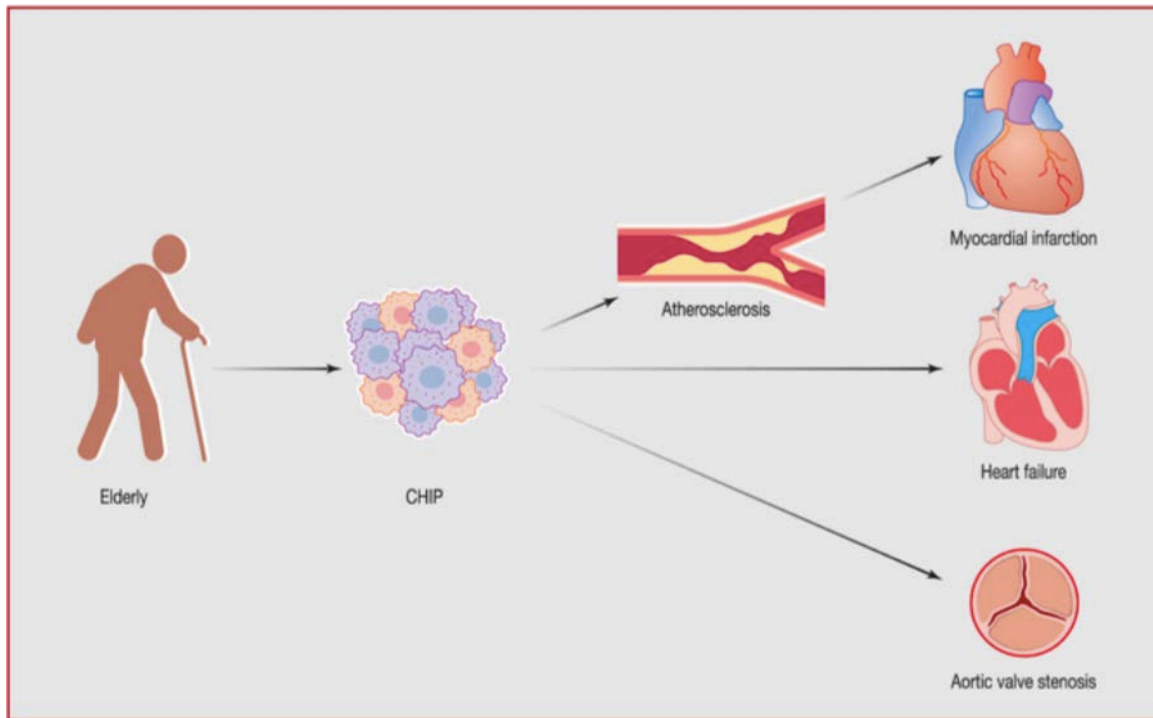 Elderly
CHIP
Atherosclerosis
Myocardial infarction
Heart failure
Aortic valve stenosis